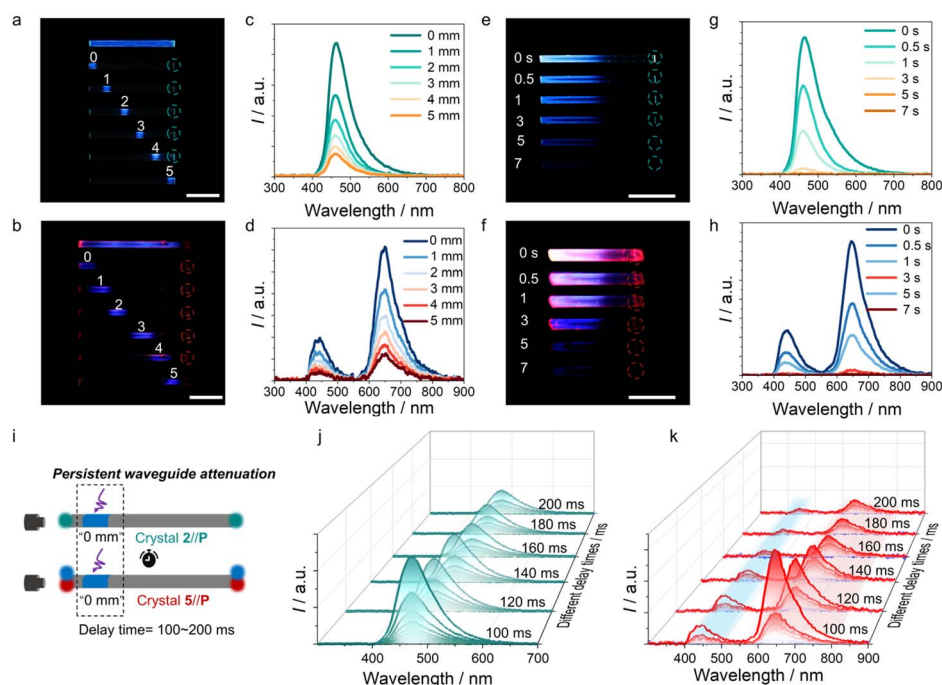 a
0
1
2
3
4
5
b
0
1
2
3
4
5
c
0 mm
1 mm
2 mm
3 mm
4 mm
5 mm
I / a.u.
300 400 500 600 700 800
Wavelength / nm
d
0 mm
1 mm
2 mm
3 mm
4 mm
5 mm
I / a.u.
300 400 500 600 700 800 900
Wavelength / nm
e
0 s
0.5
1
3
5
7
f
0 s
0.5
1
3
5
7
g
0 s
0.5 s
1 s
3 s
5 s
7 s
I / a.u.
300 400 500 600 700 800
Wavelength / nm
h
0 s
0.5 s
1 s
3 s
5 s
7 s
I / a.u.
300 400 500 600 700 800 900
Wavelength / nm
i
Persistent waveguide attenuation
"0 mm"
Crystal 2//P
"0 mm"
Crystal 5//P
Delay time= 100~200 ms
j
200 ms
180 ms
160 ms
140 ms
120 ms
100 ms
I / a.u.
Different delay times / ms
400 500 600 700
Wavelength / nm
k
200 ms
180 ms
160 ms
140 ms
120 ms
100 ms
I / a.u.
Different delay times / ms
300 400 500 600 700 800 900
Wavelength / nm